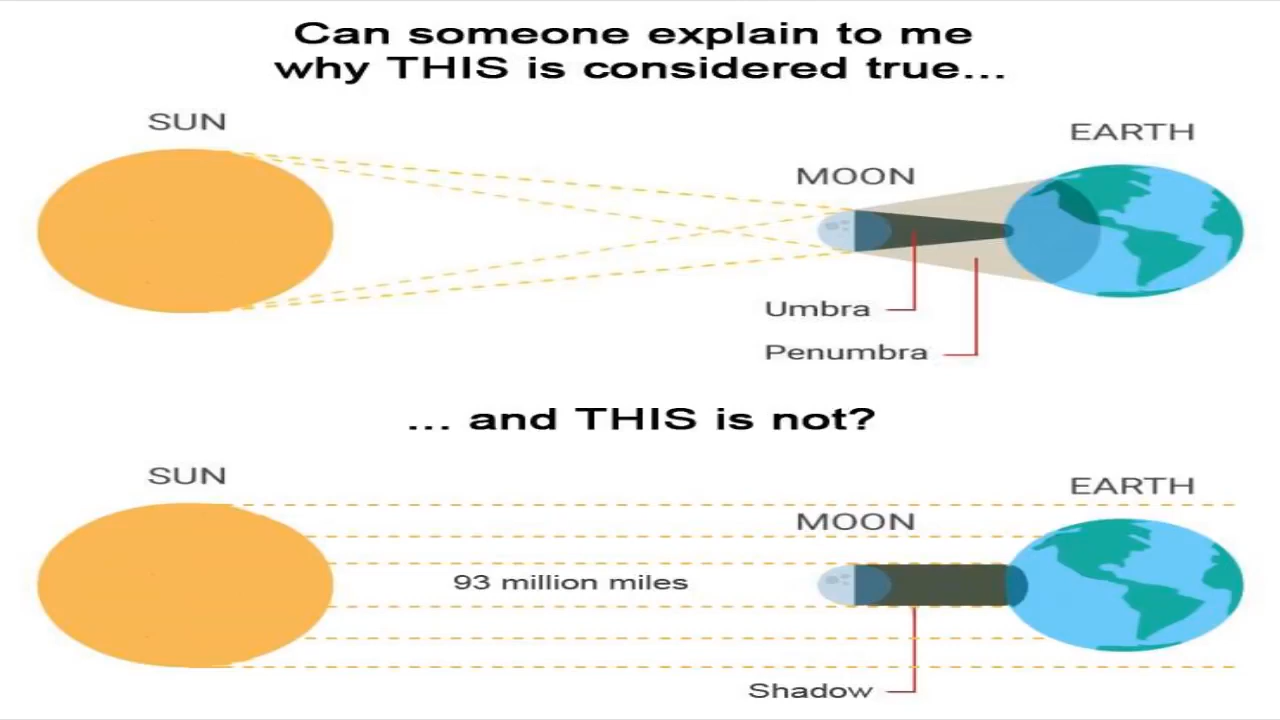 Can someone explain to me
why THIS is considered true...
SUN
EARTH
MOON
Umbra
Penumbra
... and THIS is not?
SUN
EARTH
MOON
93 million miles
Shadow